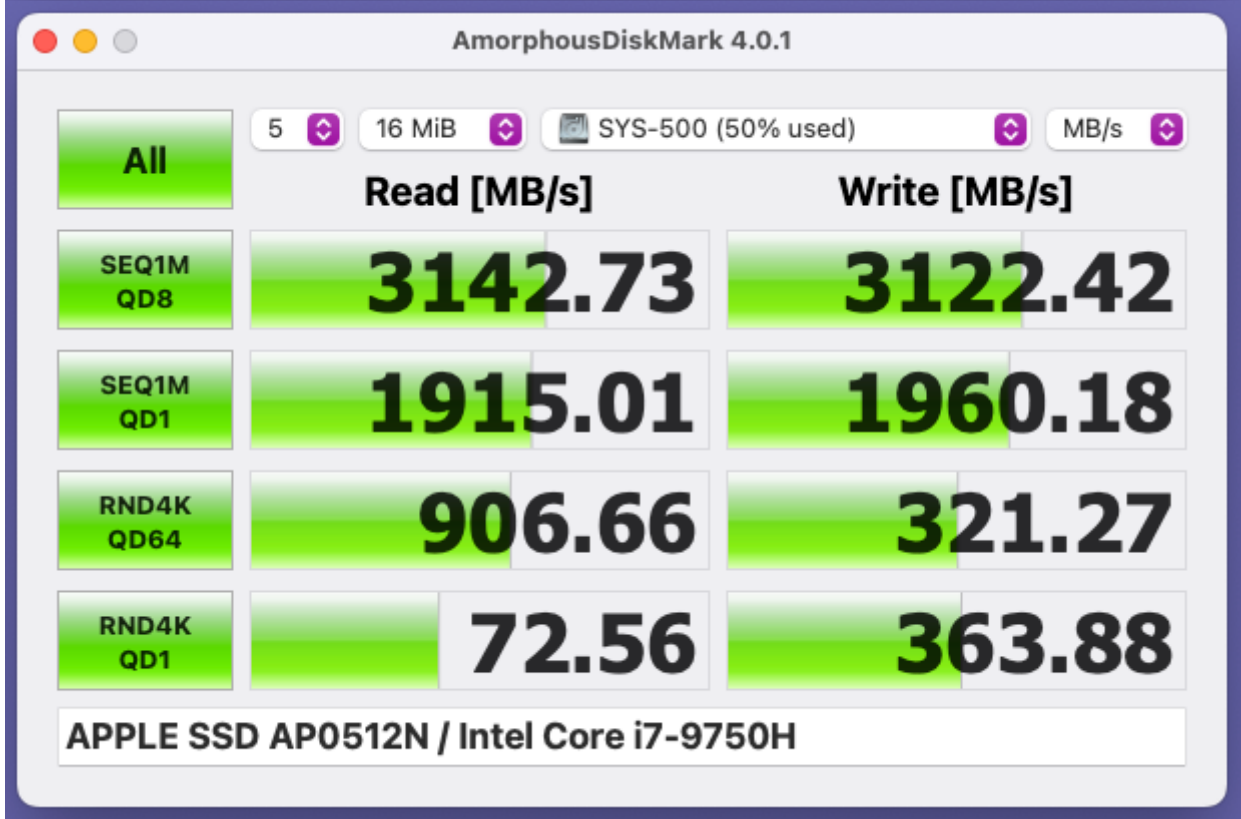 AmorphousDiskMark 4.0.1
All
5 16 MiB SYS-500 (50% used) MB/s
Read [MB/s] Write [MB/s]
SEQ1M
QD8
3142.73 3122.42
SEQ1M
QD1
1915.01 1960.18
RND4K
QD64
906.66 321.27
RND4K
QD1
72.56 363.88
APPLE SSD AP0512N / Intel Core i7-9750H